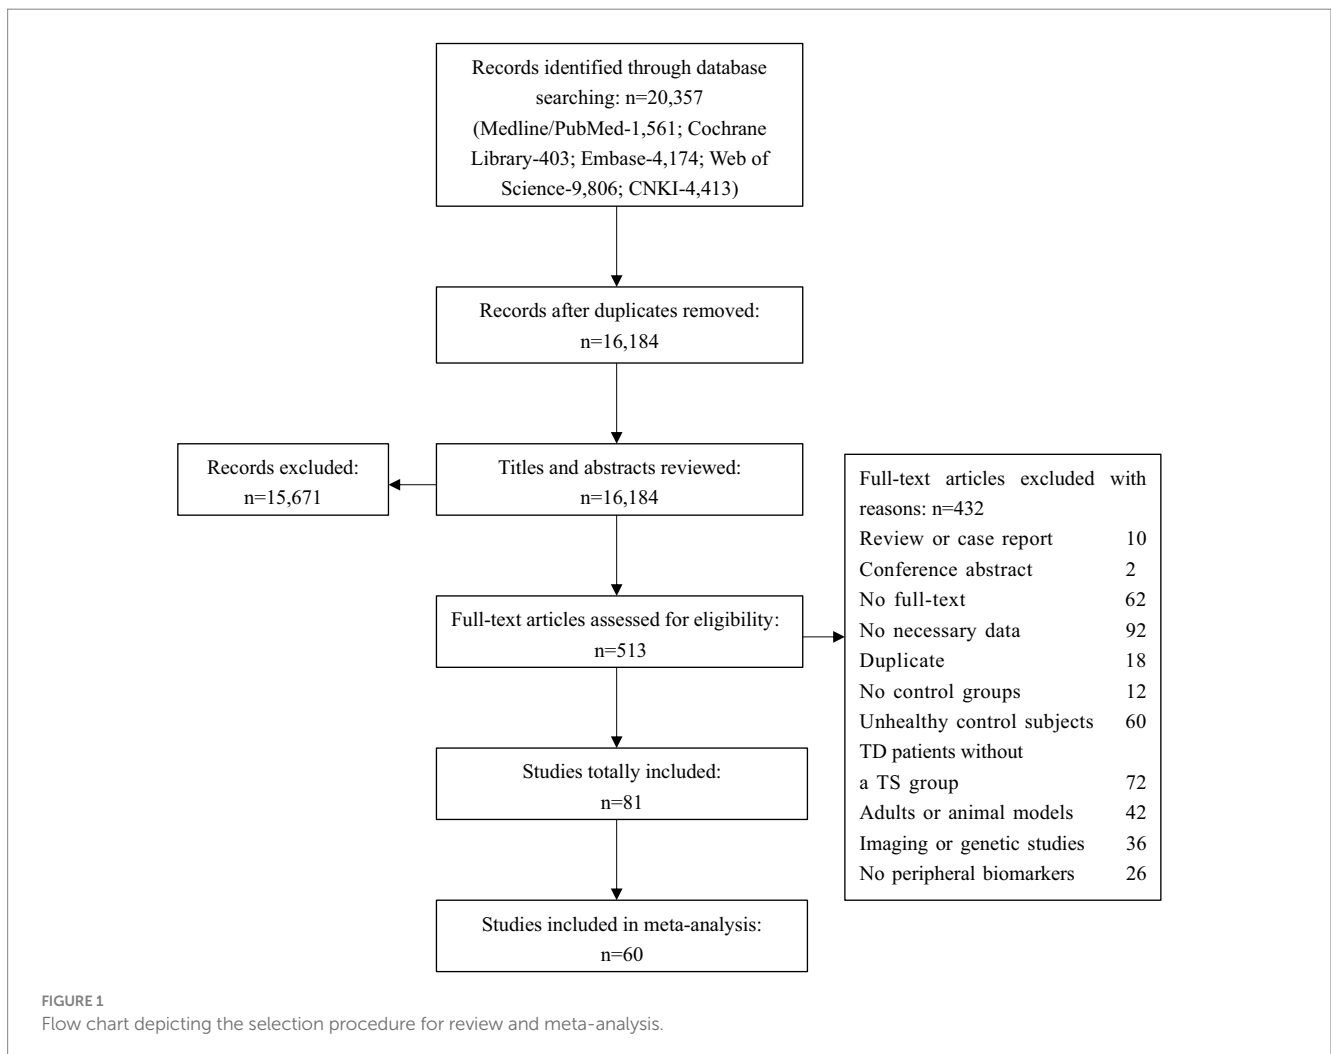 Records identified through database
searching: n=20,357
(Medline/PubMed-1,561; Cochrane
Library-403; Embase-4,174; Web of
Science-9,806; CNKI-4,413)
Records after duplicates removed:
n=16,184
Records excluded:
n=15,671
Titles and abstracts reviewed:
n=16,184
Full-text articles assessed for eligibility:
n=513
Full-text articles excluded with
reasons: n=432
Review or case report 10
Conference abstract 2
No full-text 62
No necessary data 92
Duplicate 18
No control groups 12
Unhealthy control subjects 60
TD patients without
a TS group 72
Adults or animal models 42
Imaging or genetic studies 36
No peripheral biomarkers 26
Studies totally included:
n=81
Studies included in meta-analysis:
n=60
FIGURE 1
Flow chart depicting the selection procedure for review and meta-analysis.